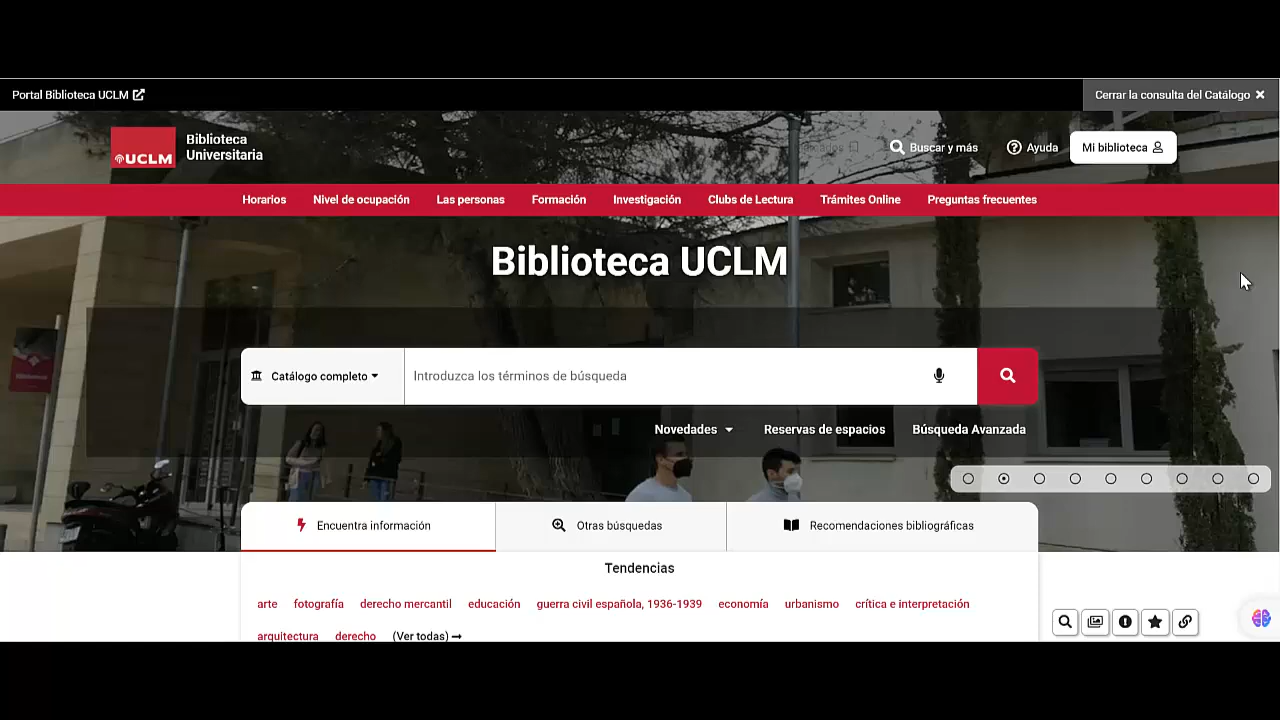 Portal Biblioteca UCLM
Cerrar la consulta del Catálogo
UCLM
Biblioteca
Universitaria
Buscar y más
Ayuda
Mi biblioteca
Horarios
Nivel de ocupación
Las personas
Formación
Investigación
Clubs de Lectura
Trámites Online
Preguntas frecuentes
Biblioteca UCLM
Catálogo completo
Introduzca los términos de búsqueda
Novedades
Reservas de espacios
Búsqueda Avanzada
Encuentra información
Otras búsquedas
Recomendaciones bibliográficas
Tendencias
arte fotografía derecho mercantil educación guerra civil española, 1936-1939 economía urbanismo crítica e interpretación
arquitectura derecho (Ver todas)